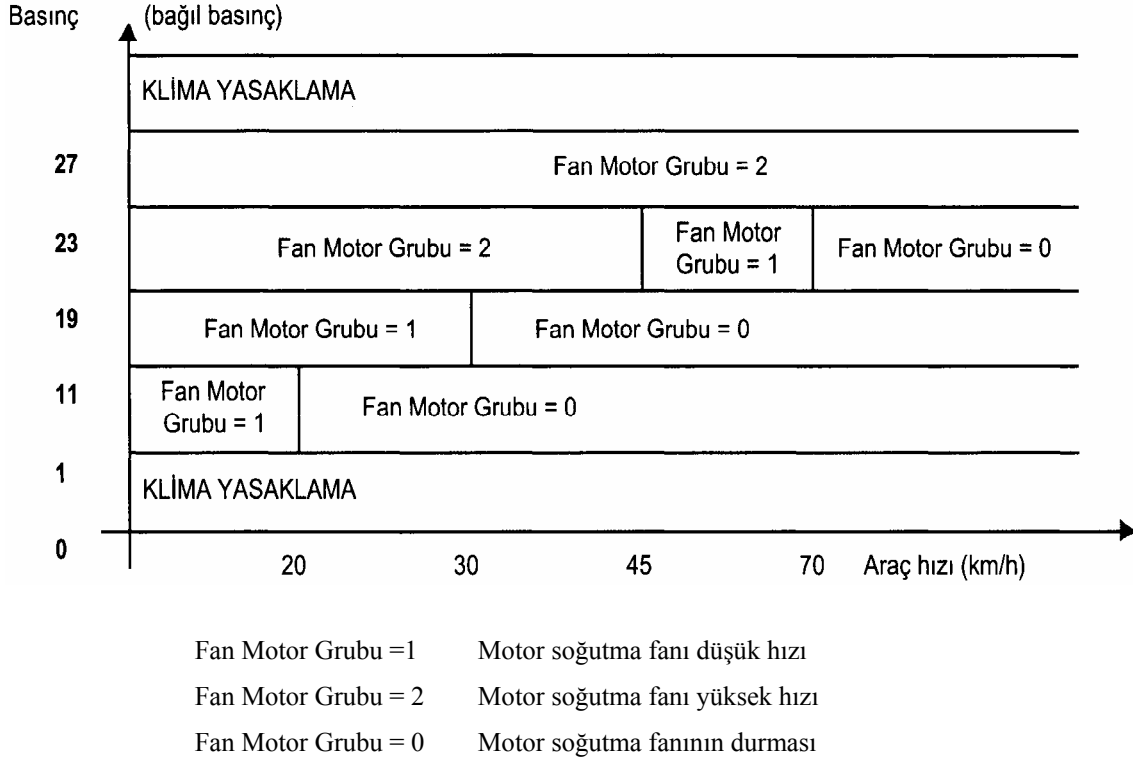 Basınç (bağıl basınç)
KLİMA YASAKLAMA
27 Fan Motor Grubu = 2
23 Fan Motor Grubu = 2 Fan Motor Grubu = 0
Fan Motor
Grubu = 1
19 Fan Motor Grubu = 1 Fan Motor Grubu = 0
11 Fan Motor
Grubu = 1
Fan Motor Grubu = 0
1
KLİMA YASAKLAMA
0
20 30 45 70 Araç hızı (km/h)
Fan Motor Grubu =1 Motor soğutma fanı düşük hızı
Fan Motor Grubu = 2 Motor soğutma fanı yüksek hızı
Fan Motor Grubu = 0 Motor soğutma fanının durması